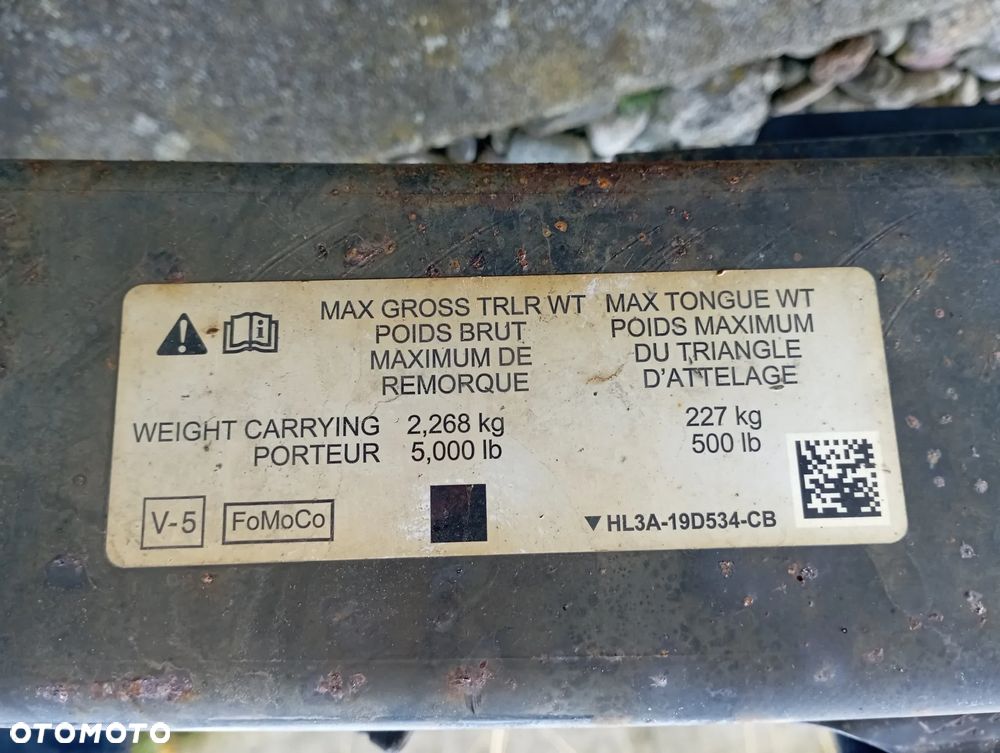 MAX GROSS TRLR WT
POIDS BRUT
MAXIMUM DE
REMORQUE
MAX TONGUE WT
POIDS MAXIMUM
DU TRIANGLE
D'ATTELAGE
WEIGHT CARRYING 2,268 kg 227 kg
PORTEUR 5,000 lb 500 lb
V-5 FoMoCo HL3A-19D534-CB
OTOMOTO